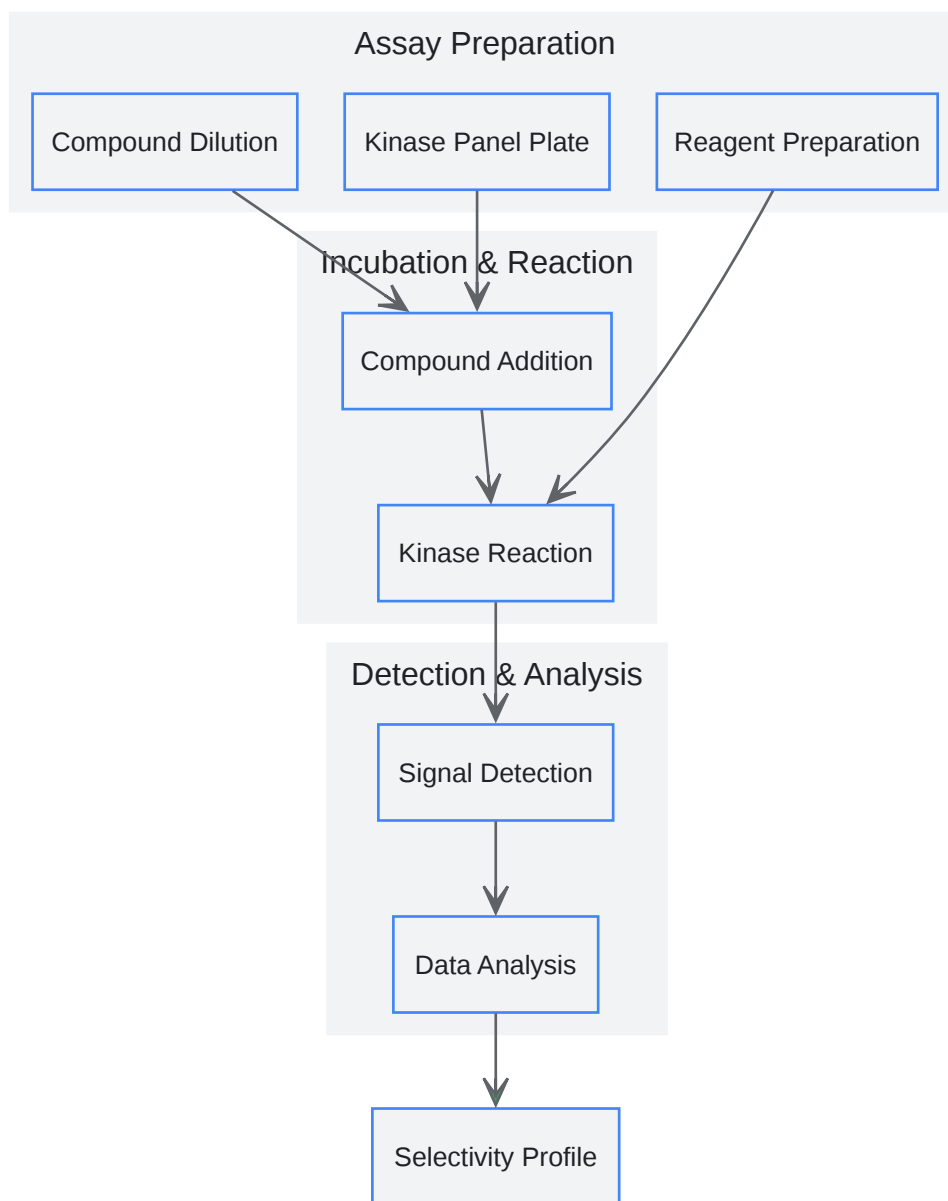 Assay Preparation
Compound Dilution
Kinase Panel Plate
Reagent Preparation
Incubation & Reaction
Compound Addition
Kinase Reaction
Detection & Analysis
Signal Detection
Data Analysis
Selectivity Profile